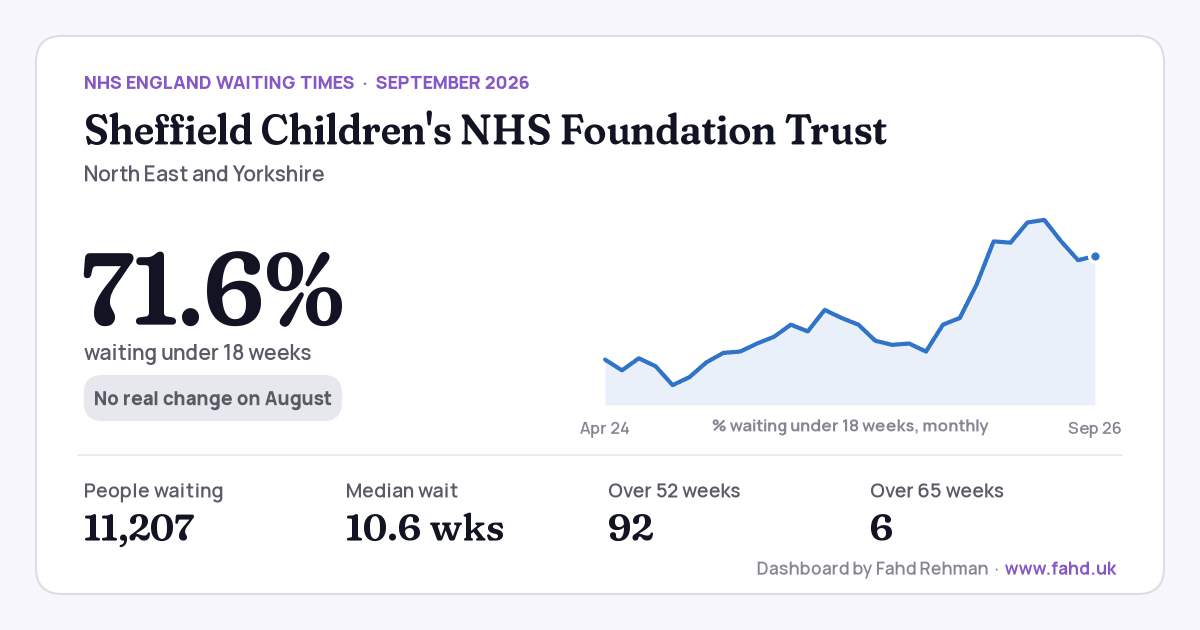 NHS ENGLAND WAITING TIMES · SEPTEMBER 2026
Sheffield Children's NHS Foundation Trust
North East and Yorkshire
71.6%
waiting under 18 weeks
No real change on August
Apr 24
% waiting under 18 weeks, monthly
Sep 26
People waiting
11,207
Median wait
10.6 wks
Over 52 weeks
92
Over 65 weeks
6
Dashboard by Fahd Rehman · www.fahd.uk